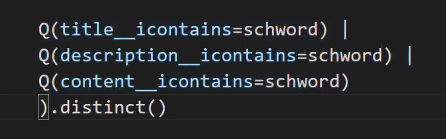 Q(title__icontains=schword) |
Q(description__icontains=schword) |
Q(content__icontains=schword)
).distinct()